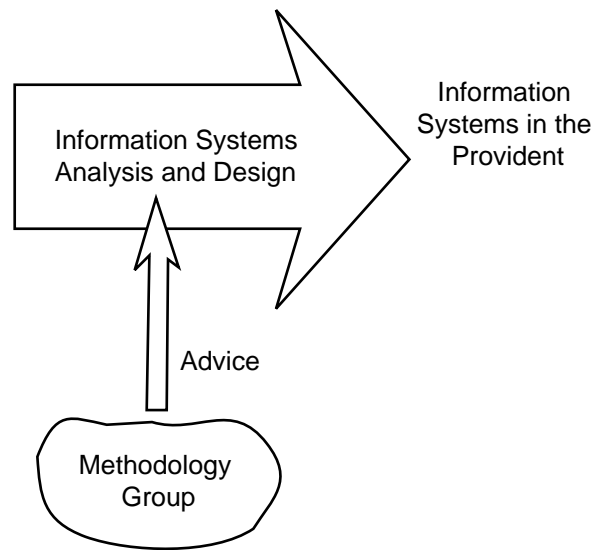 Information
Systems in the
Provident
Information Systems
Analysis and Design
Advice
Methodology
Group